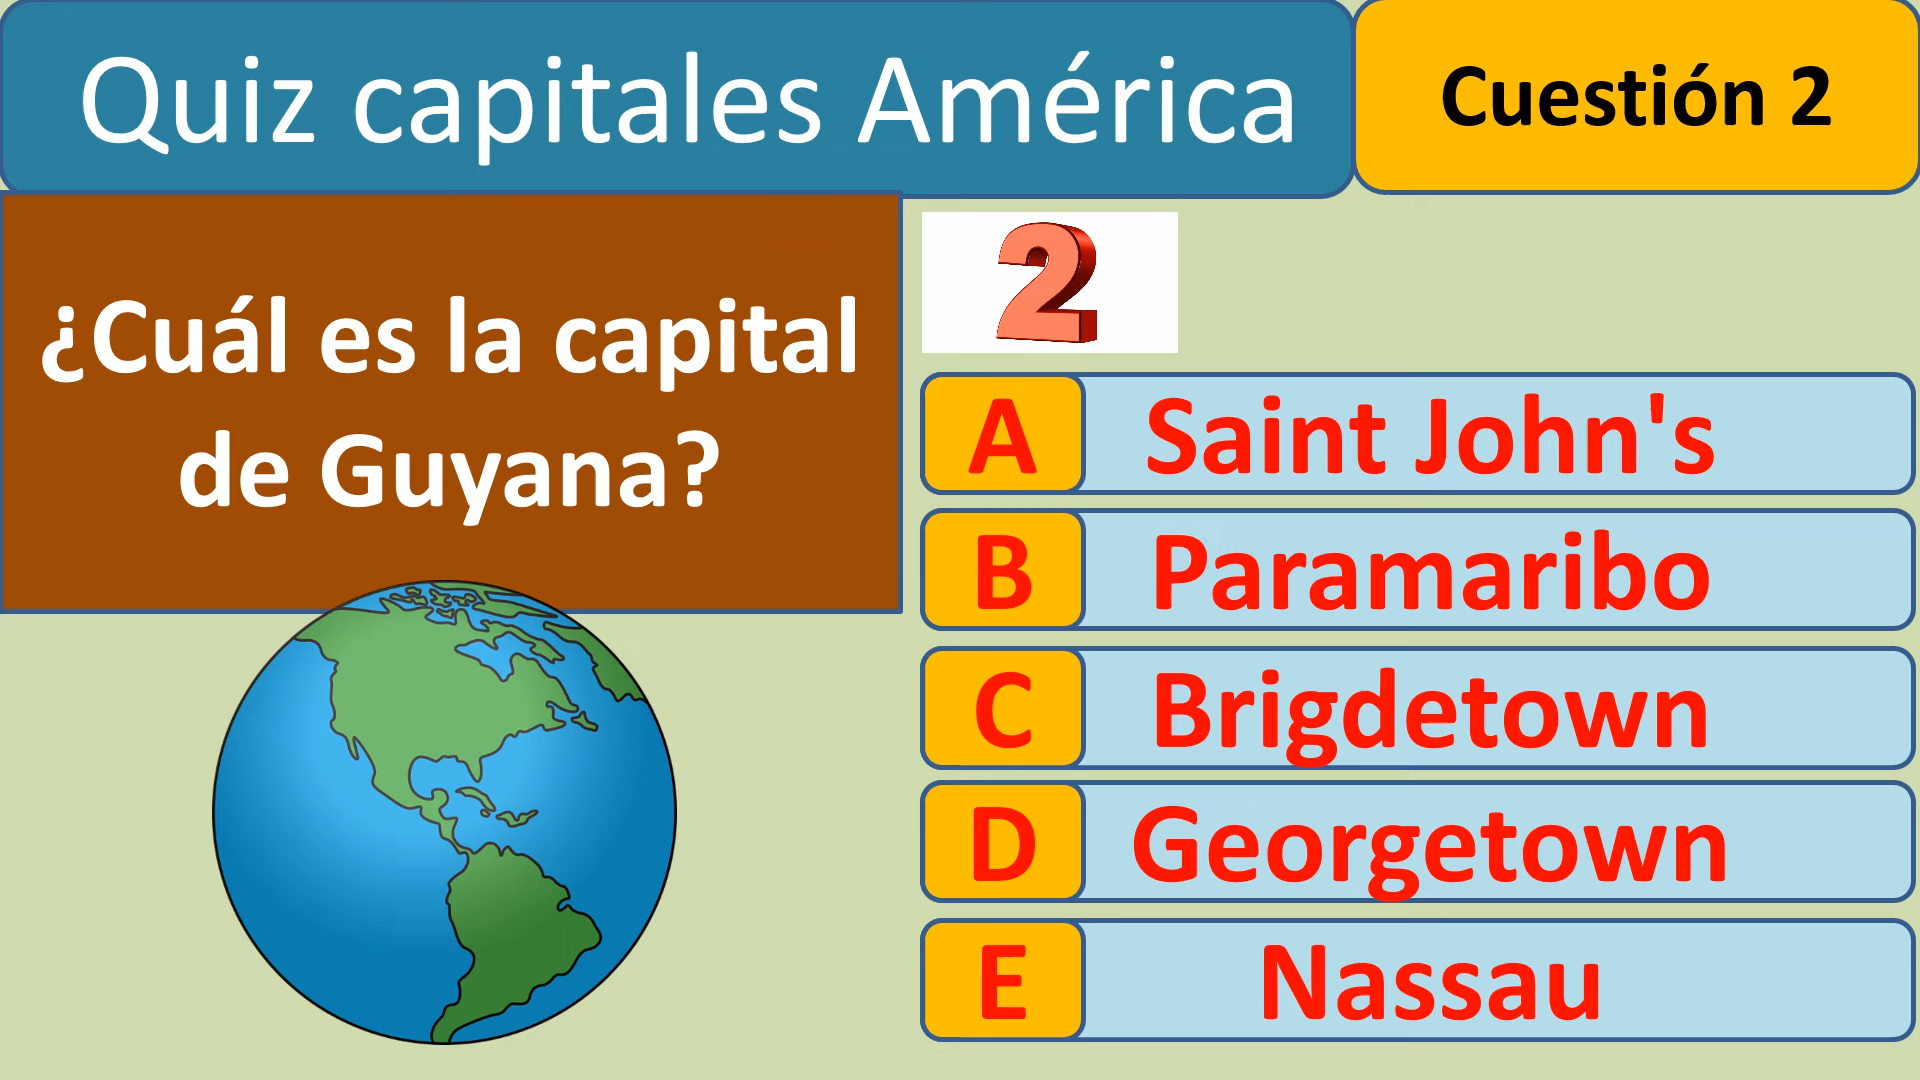 Quiz capitales América
Cuestión 2
¿Cuál es la capital
de Guyana?
2
A Saint John's
B Paramaribo
C Brigdetown
D Georgetown
E Nassau